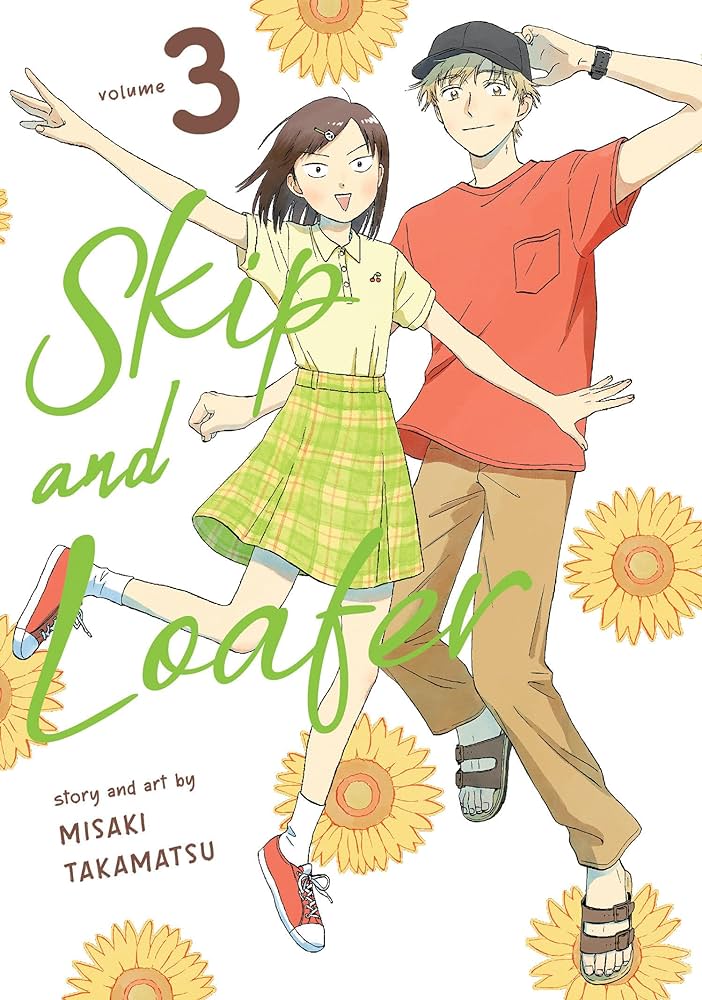 volume 3
Skip
and
Loafer
story and art by
MISAKI
TAKAMATSU